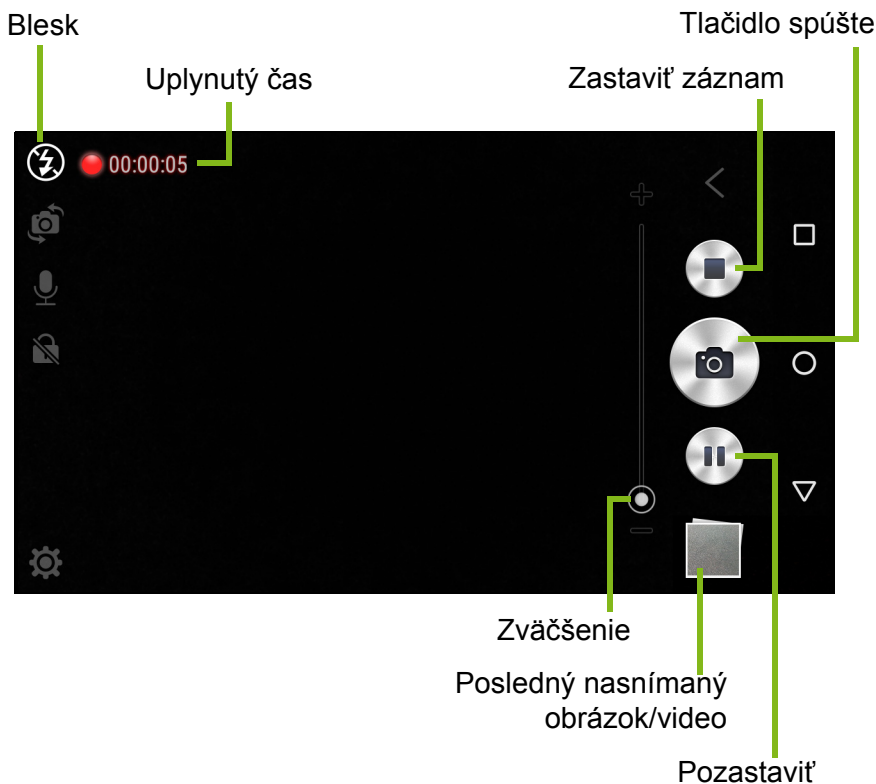 Tlačidlo spúšte
Blesk
Uplynutý čas
Zastaviť záznam
00:00:05
Zväčšenie
Posledný nasnímaný
obrázok/video
Pozastaviť